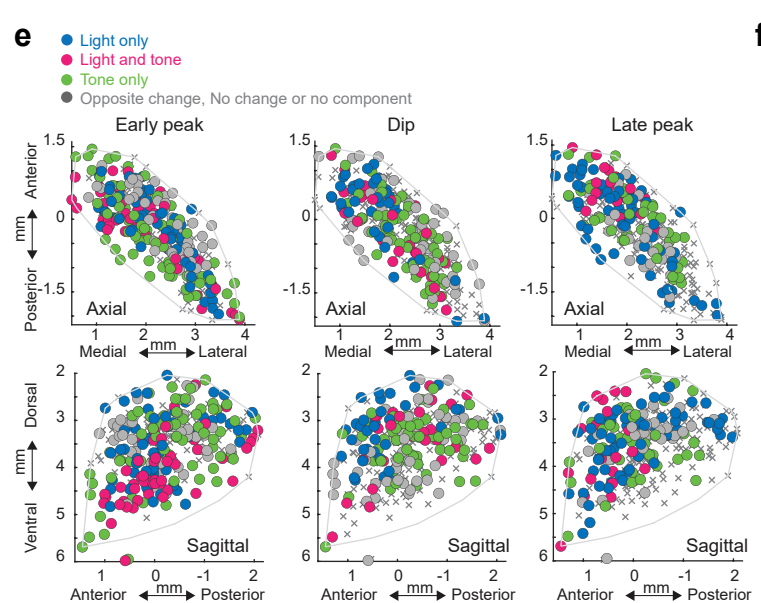 e
f
Light only
Light and tone
Tone only
Opposite change, No change or no component
Early peak
Dip
Late peak
1.5
0
-1.5
Anterior
mm
Posterior
Axial
1 2 3 4
Medial mm Lateral
1.5
0
-1.5
Axial
1 2 3 4
Medial mm Lateral
1.5
0
-1.5
Axial
1 2 3 4
Medial mm Lateral
2
3
4
5
6
Dorsal
mm
Ventral
Sagittal
1 0 -1 2
Anterior mm Posterior
2
3
4
5
6
Sagittal
1 0 -1 2
Anterior mm Posterior
2
3
4
5
6
Sagittal
1 0 -1 2
Anterior mm Posterior